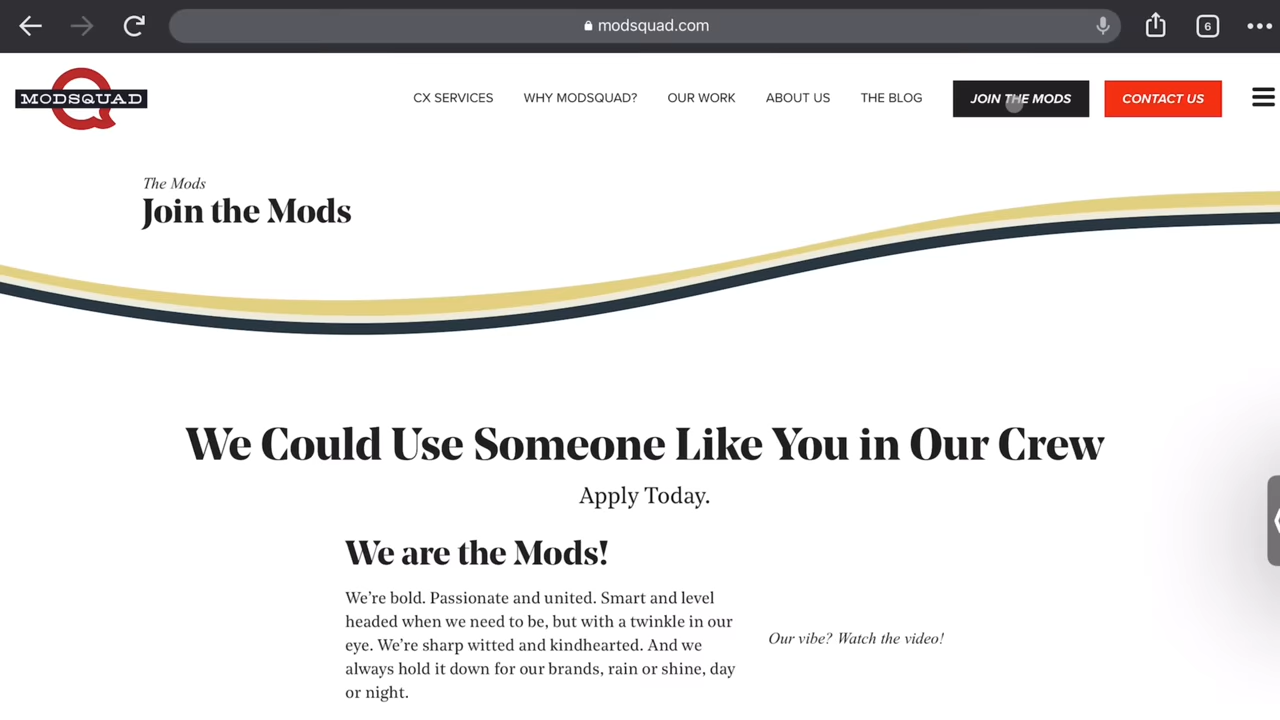 modsquad.com
6
MODSQUAD
CX SERVICES
WHY MODSQUAD?
OUR WORK
ABOUT US
THE BLOG
JOIN THE MODS
CONTACT US
The Mods
Join the Mods
We Could Use Someone Like You in Our Crew
Apply Today.
We are the Mods!
We’re bold. Passionate and united. Smart and level
headed when we need to be, but with a twinkle in our
eye. We’re sharp witted and kindhearted. And we
always hold it down for our brands, rain or shine, day
or night.
Our vibe? Watch the video!